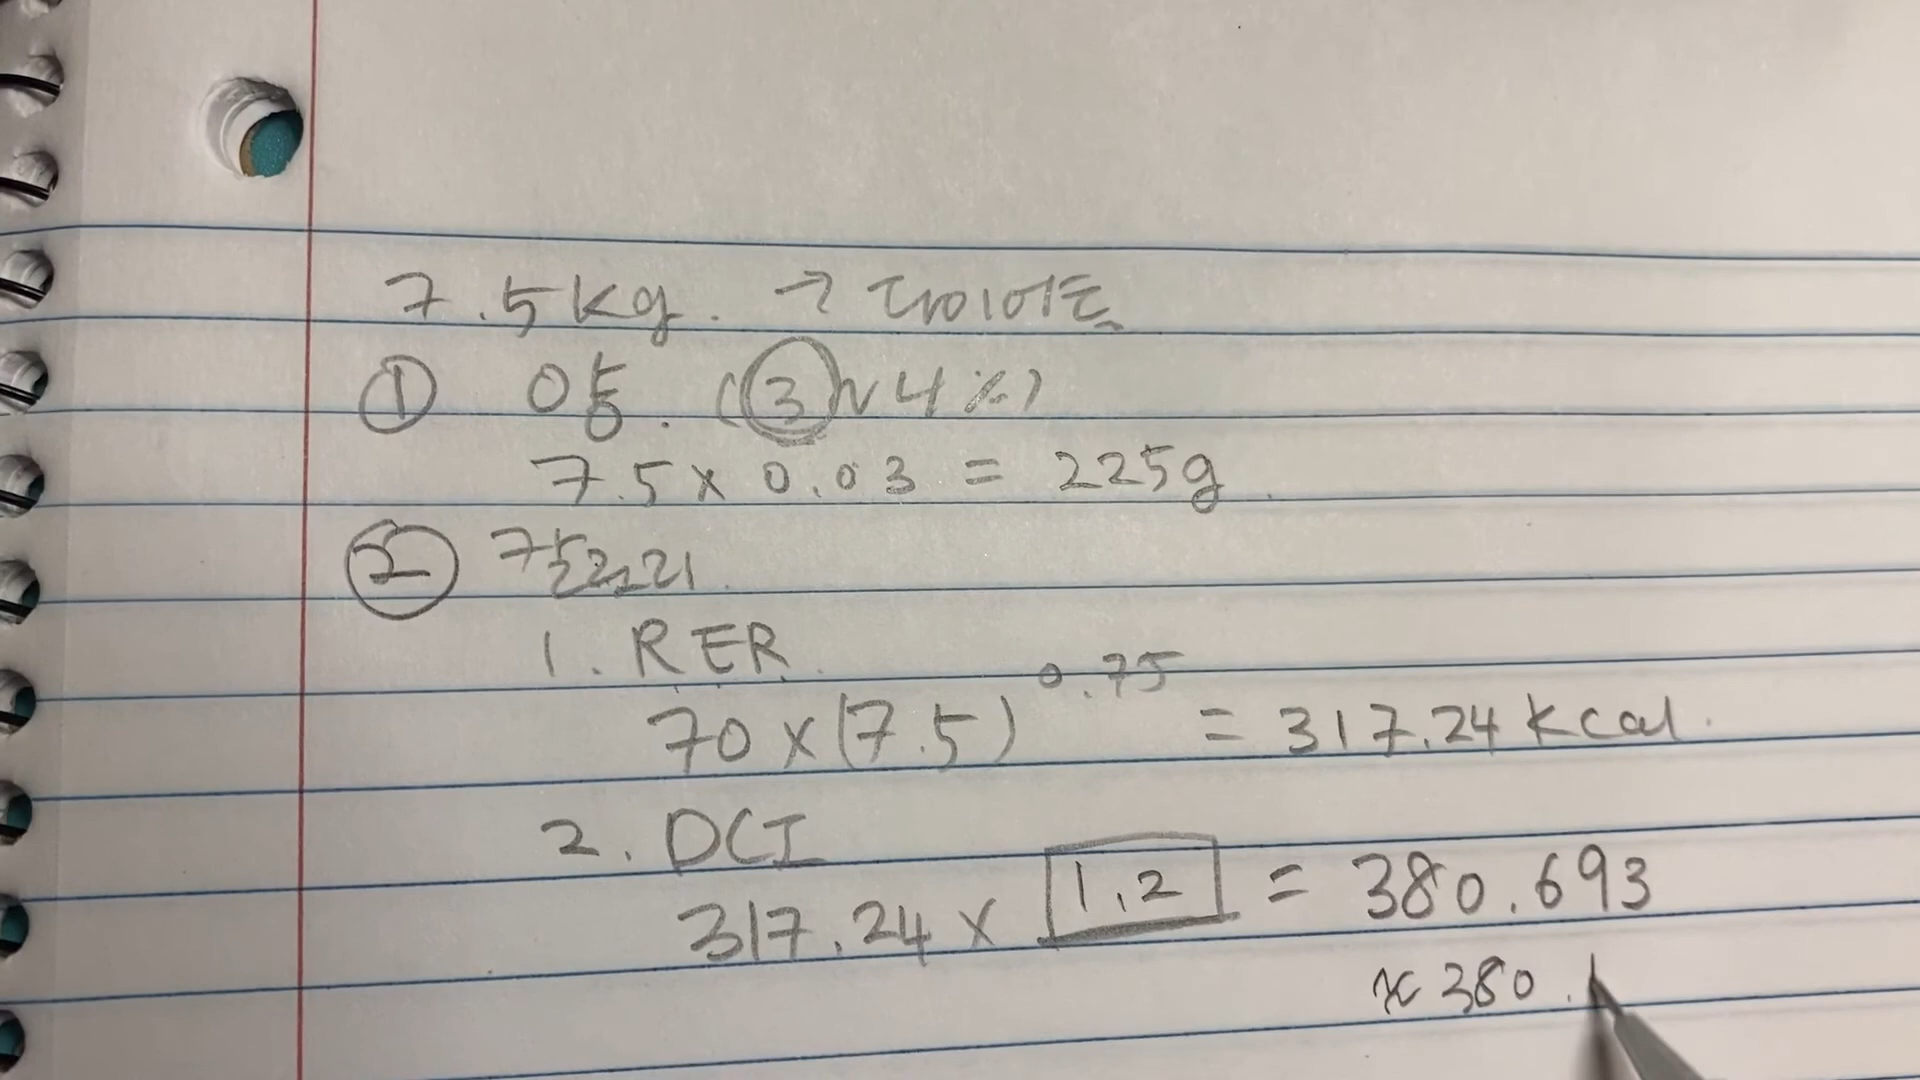 7.5kg. → 다이어트
① 양. (③~4%)
7.5 x 0.03 = 225g.
② 칼로리.
1. RER.
70 x (7.5)^0.75 = 317.24 kcal.
2. DCI
317.24 x 1.2 = 380.693
≈ 380.